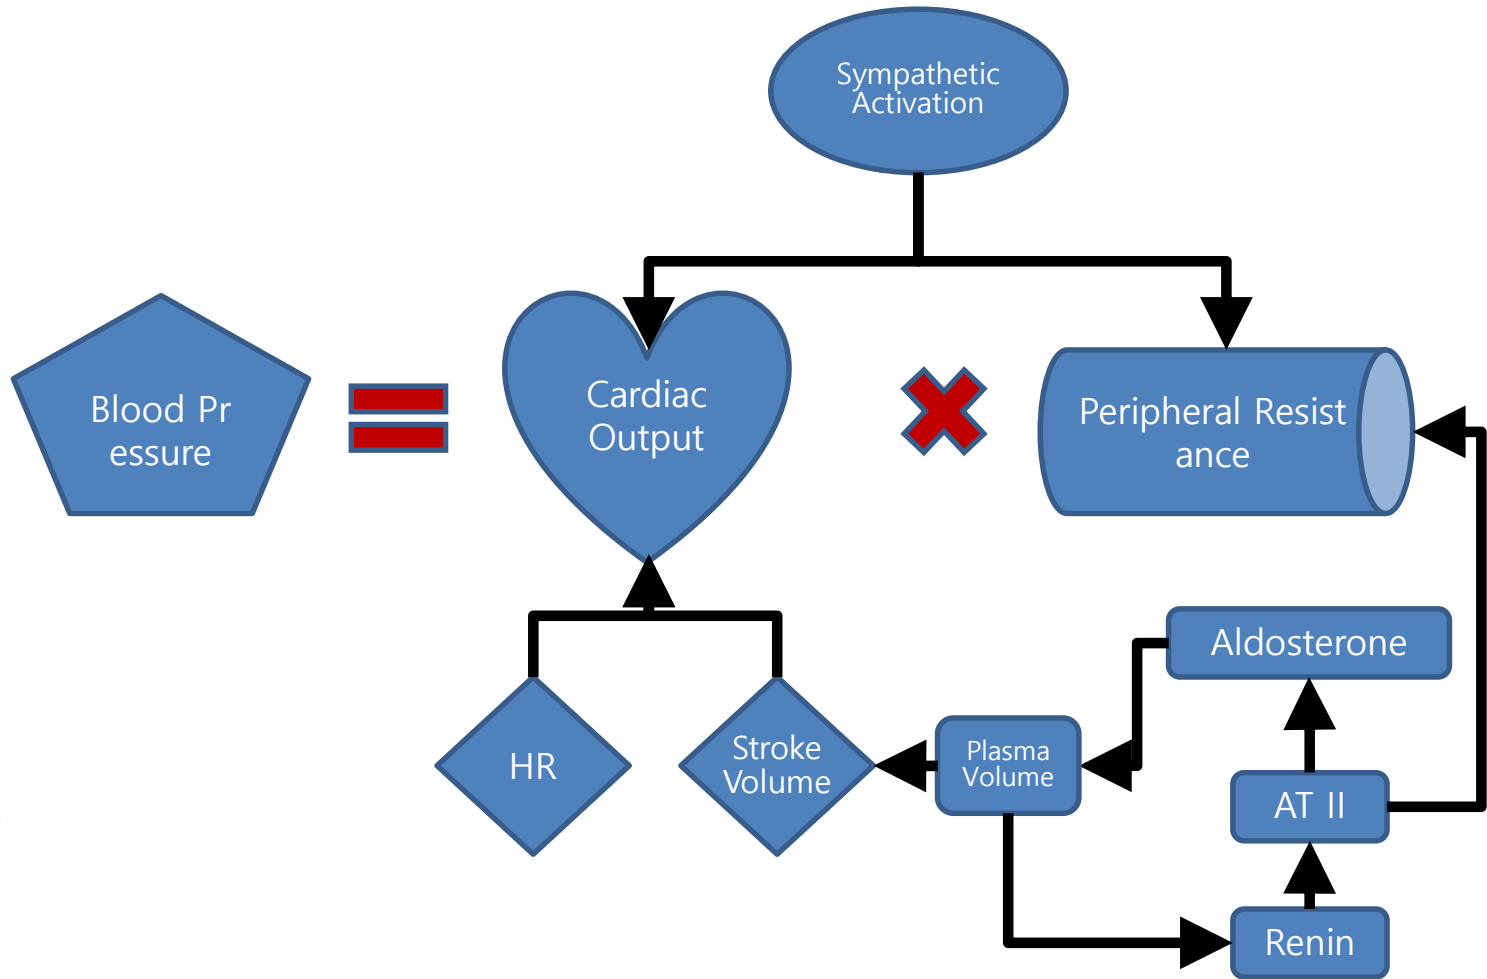 Sympathetic
Activation
Blood Pr
essure
Cardiac
Output
Peripheral Resist
ance
Aldosterone
HR
Stroke
Volume
Plasma
Volume
AT II
Renin